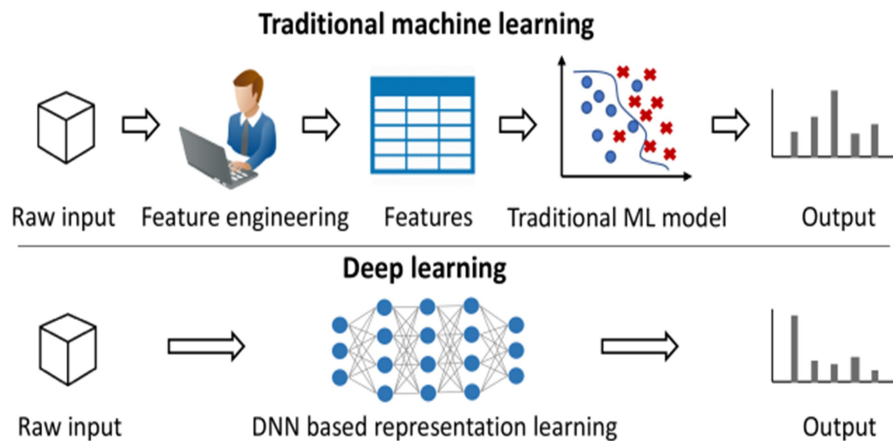 Traditional machine learning
Raw input Feature engineering Features Traditional ML model Output
Deep learning
Raw input DNN based representation learning Output